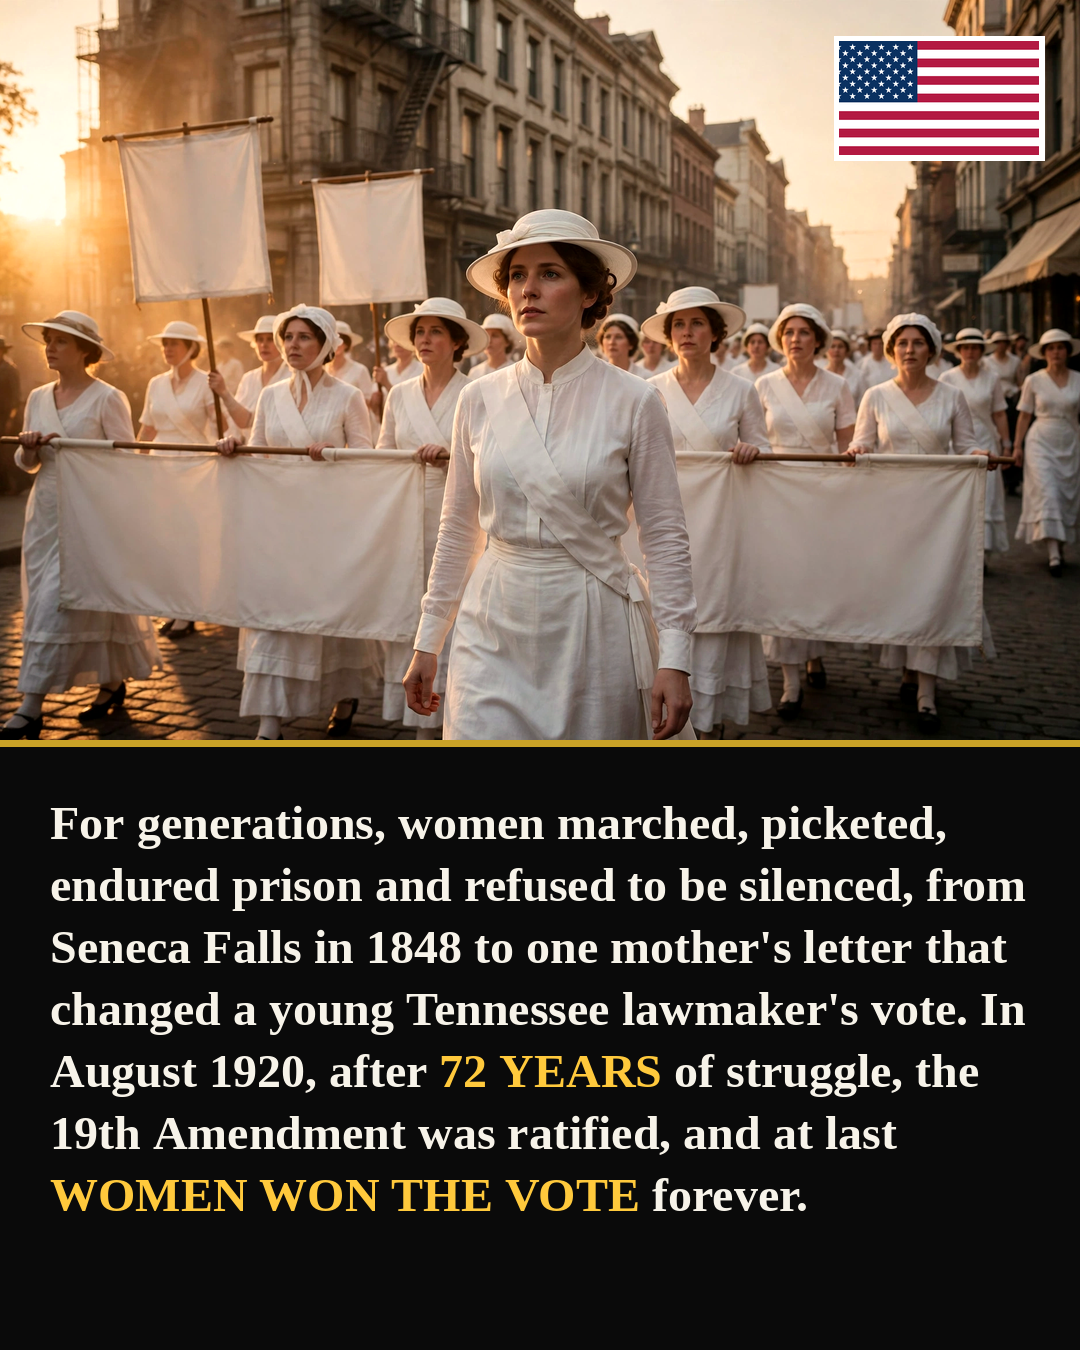 For generations, women marched, picketed,
endured prison and refused to be silenced, from
Seneca Falls in 1848 to one mother's letter that
changed a young Tennessee lawmaker's vote. In
August 1920, after 72 YEARS of struggle, the
19th Amendment was ratified, and at last
WOMEN WON THE VOTE forever.